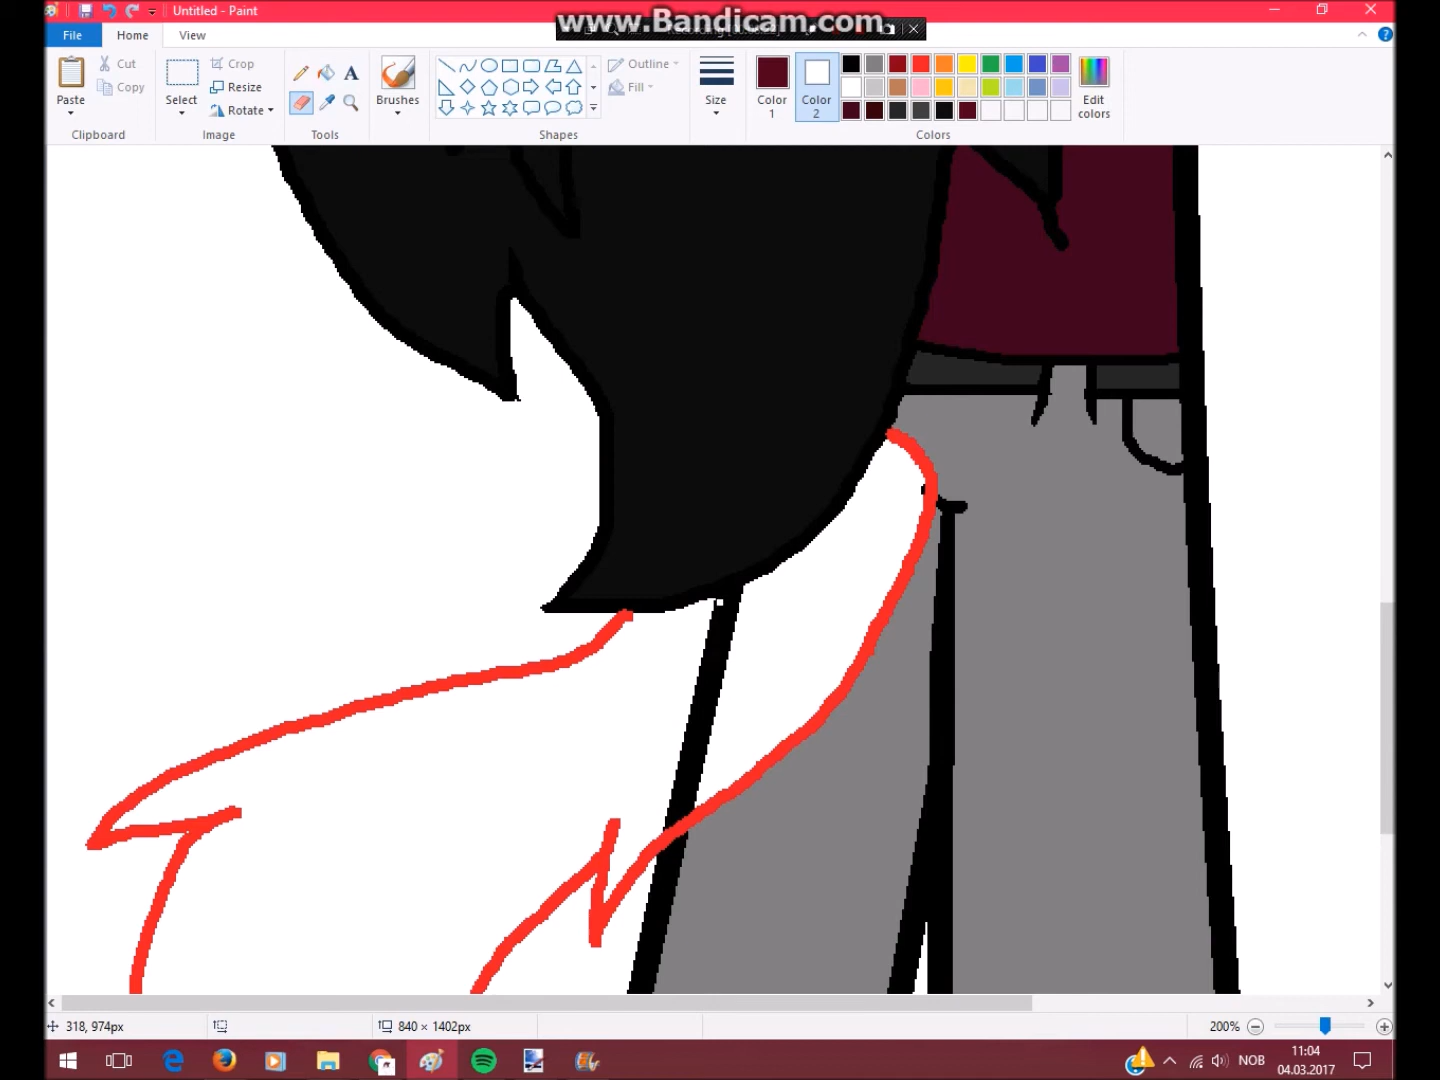 Untitled - Paint
www.Bandicam.com
File
Home
View
Paste
Cut
Copy
Clipboard
Select
Crop
Resize
Rotate
Image
A
Tools
Brushes
Outline
Fill
Shapes
Size
Color
1
Color
2
Edit
colors
Colors
318, 974px
840 × 1402px
200%
NOB
11:04
04.03.2017